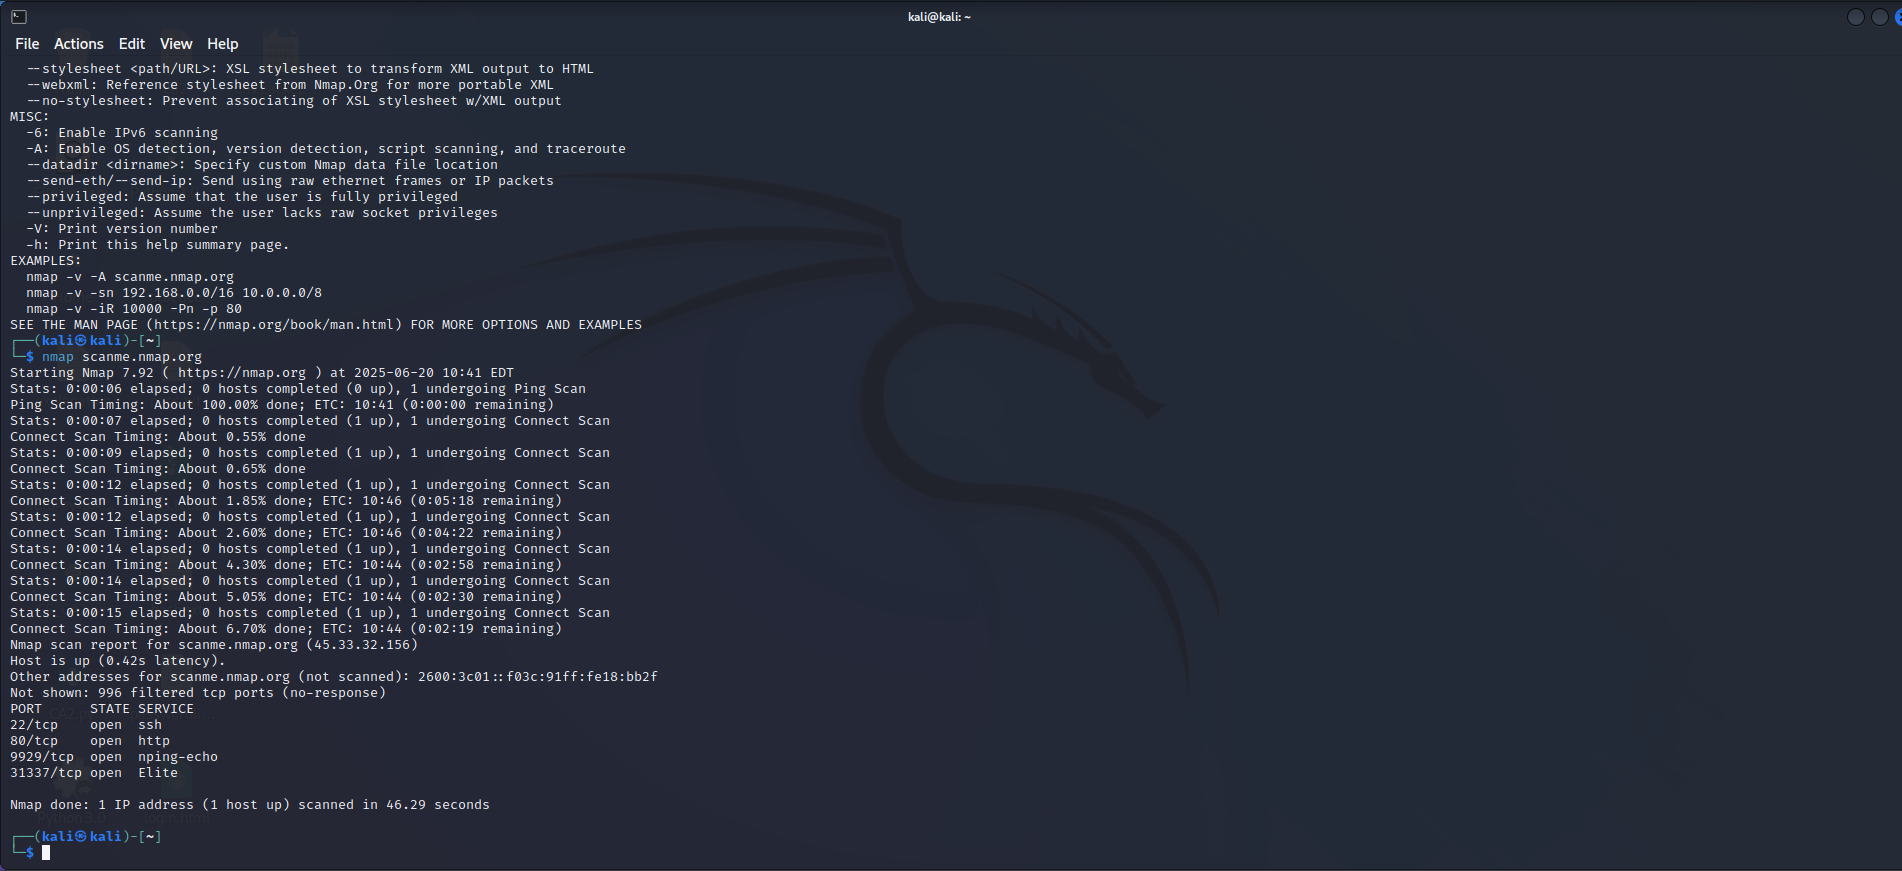 kali@kali: ~
File Actions Edit View Help
--stylesheet <path/URL>: XSL stylesheet to transform XML output to HTML
--webxml: Reference stylesheet from Nmap.Org for more portable XML
--no-stylesheet: Prevent associating of XSL stylesheet w/XML output
MISC:
-6: Enable IPv6 scanning
-A: Enable OS detection, version detection, script scanning, and traceroute
--datadir <dirname>: Specify custom Nmap data file location
--send-eth/--send-ip: Send using raw ethernet frames or IP packets
--privileged: Assume that the user is fully privileged
--unprivileged: Assume the user lacks raw socket privileges
-V: Print version number
-h: Print this help summary page.
EXAMPLES:
nmap -v -A scanme.nmap.org
nmap -v -sn 192.168.0.0/16 10.0.0.0/8
nmap -v -iR 10000 -Pn -p 80
SEE THE MAN PAGE (https://nmap.org/book/man.html) FOR MORE OPTIONS AND EXAMPLES
┌──(kali㉿kali)-[~]
└─$ nmap scanme.nmap.org
Starting Nmap 7.92 ( https://nmap.org ) at 2025-06-20 10:41 EDT
Stats: 0:00:06 elapsed; 0 hosts completed (0 up), 1 undergoing Ping Scan
Ping Scan Timing: About 100.00% done; ETC: 10:41 (0:00:00 remaining)
Stats: 0:00:07 elapsed; 0 hosts completed (1 up), 1 undergoing Connect Scan
Connect Scan Timing: About 0.55% done
Stats: 0:00:09 elapsed; 0 hosts completed (1 up), 1 undergoing Connect Scan
Connect Scan Timing: About 0.65% done
Stats: 0:00:12 elapsed; 0 hosts completed (1 up), 1 undergoing Connect Scan
Connect Scan Timing: About 1.85% done; ETC: 10:46 (0:05:18 remaining)
Stats: 0:00:12 elapsed; 0 hosts completed (1 up), 1 undergoing Connect Scan
Connect Scan Timing: About 2.60% done; ETC: 10:46 (0:04:22 remaining)
Stats: 0:00:14 elapsed; 0 hosts completed (1 up), 1 undergoing Connect Scan
Connect Scan Timing: About 4.30% done; ETC: 10:44 (0:02:58 remaining)
Stats: 0:00:14 elapsed; 0 hosts completed (1 up), 1 undergoing Connect Scan
Connect Scan Timing: About 5.05% done; ETC: 10:44 (0:02:30 remaining)
Stats: 0:00:15 elapsed; 0 hosts completed (1 up), 1 undergoing Connect Scan
Connect Scan Timing: About 6.70% done; ETC: 10:44 (0:02:19 remaining)
Nmap scan report for scanme.nmap.org (45.33.32.156)
Host is up (0.42s latency).
Other addresses for scanme.nmap.org (not scanned): 2600:3c01::f03c:91ff:fe18:bb2f
Not shown: 996 filtered tcp ports (no-response)
PORT STATE SERVICE
22/tcp open ssh
80/tcp open http
9929/tcp open nping-echo
31337/tcp open Elite
Nmap done: 1 IP address (1 host up) scanned in 46.29 seconds
Python3.0 login.html
┌──(kali㉿kali)-[~]
└─$